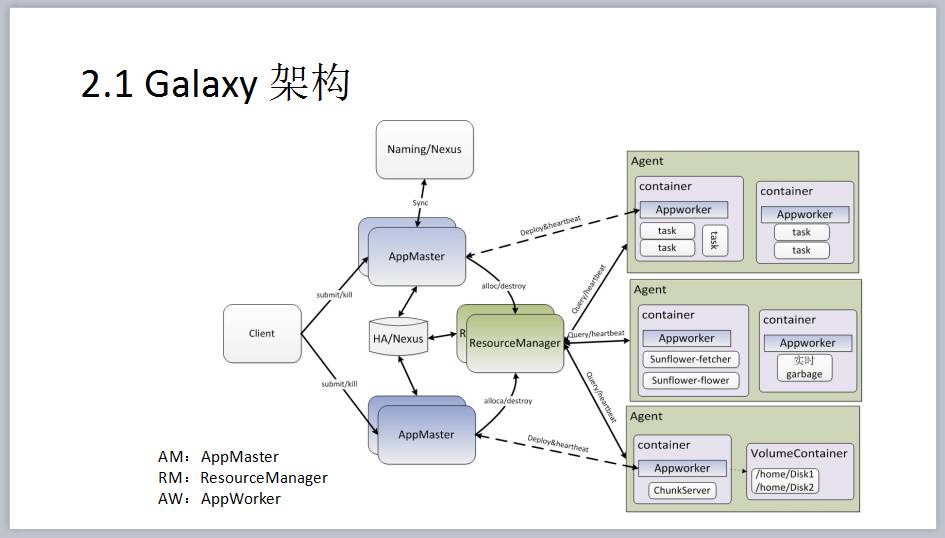 2.1 Galaxy 架构
Naming/Nexus
Sync
AppMaster
Deploy&heartbeat
submit/kill
alloc/destroy
Client
HA/Nexus
R
ResourceManager
Query/heartbeat
Query/heartbeat
Query/heartbeat
submit/kill
alloca/destroy
AppMaster
Deploy&heartbeat
AM：AppMaster
RM：ResourceManager
AW：AppWorker
Agent
container
Appworker
task
task
task
container
Appworker
task
task
Agent
container
Appworker
Sunflower-fetcher
Sunflower-flower
container
Appworker
实时
garbage
Agent
container
Appworker
ChunkServer
VolumeContainer
/home/Disk1
/home/Disk2